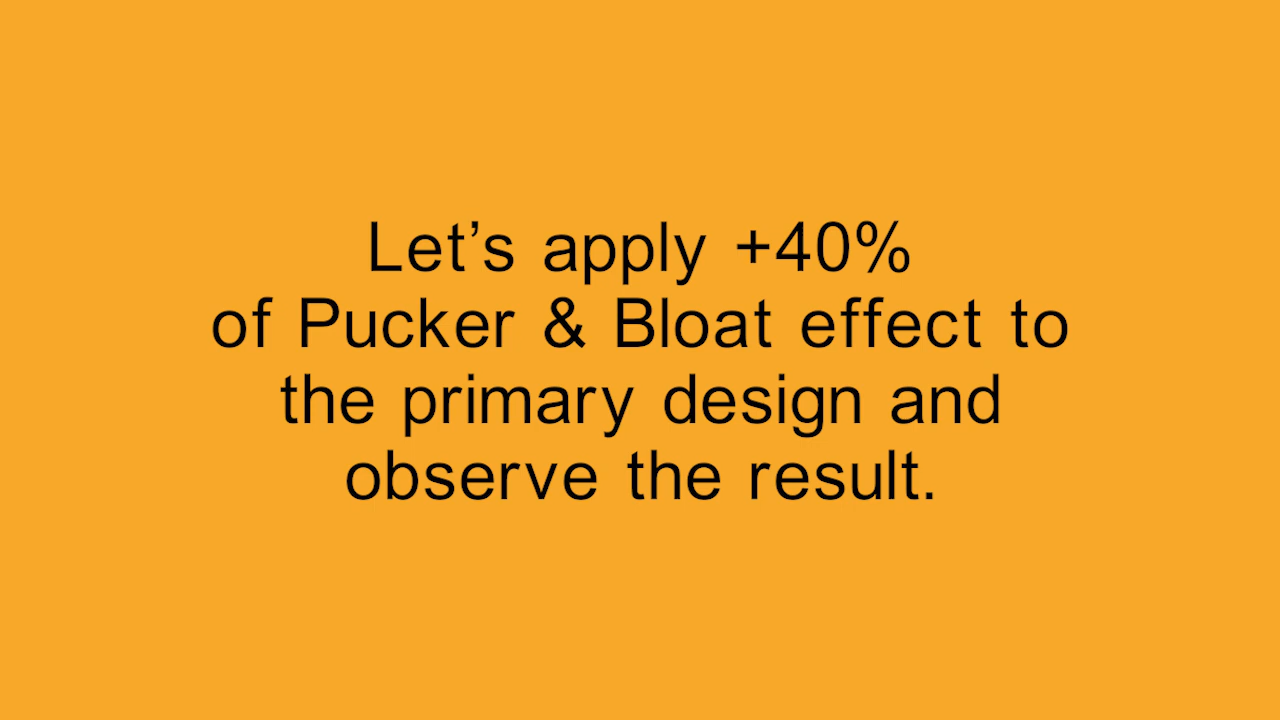 Let’s apply +40%
of Pucker & Bloat effect to
the primary design and
observe the result.